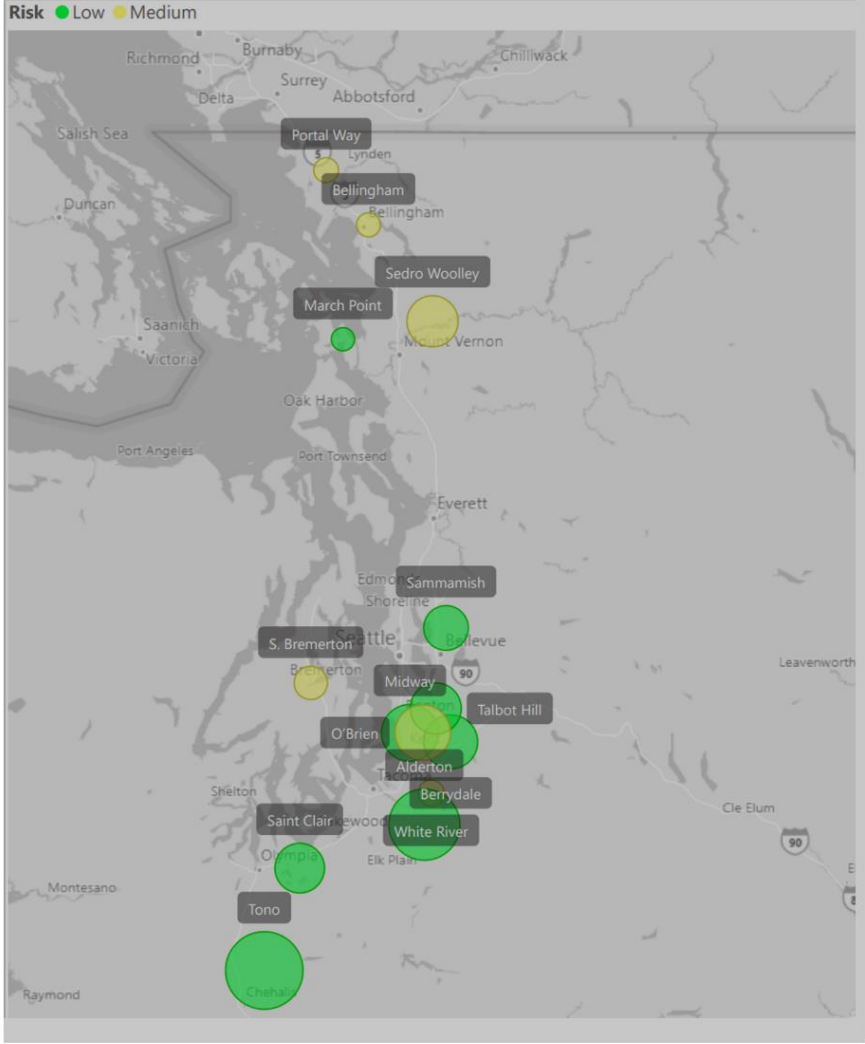 Risk Low Medium
Burnaby
Richmond
Chilliwack
Surrey
Delta
Abbotsford
Salish Sea
Portal Way
5
Lynden
Bellingham
Duncan
Bellingham
Sedro Woolley
March Point
Saanich
Mount Vernon
Victoria
Oak Harbor
Port Angeles
Port Townsend
Everett
Sammamish
Shoreline
Seattle
S. Bremerton
Bellevue
Leavenworth
Bremerton
90
Midway
Talbot Hill
O'Brien
Alderton
Tacoma
Shelton
Berrydale
Cle Elum
Saint Clair
White River
90
Olympia
Elk Plain
Montesano
Tono
Raymond
Chehalis